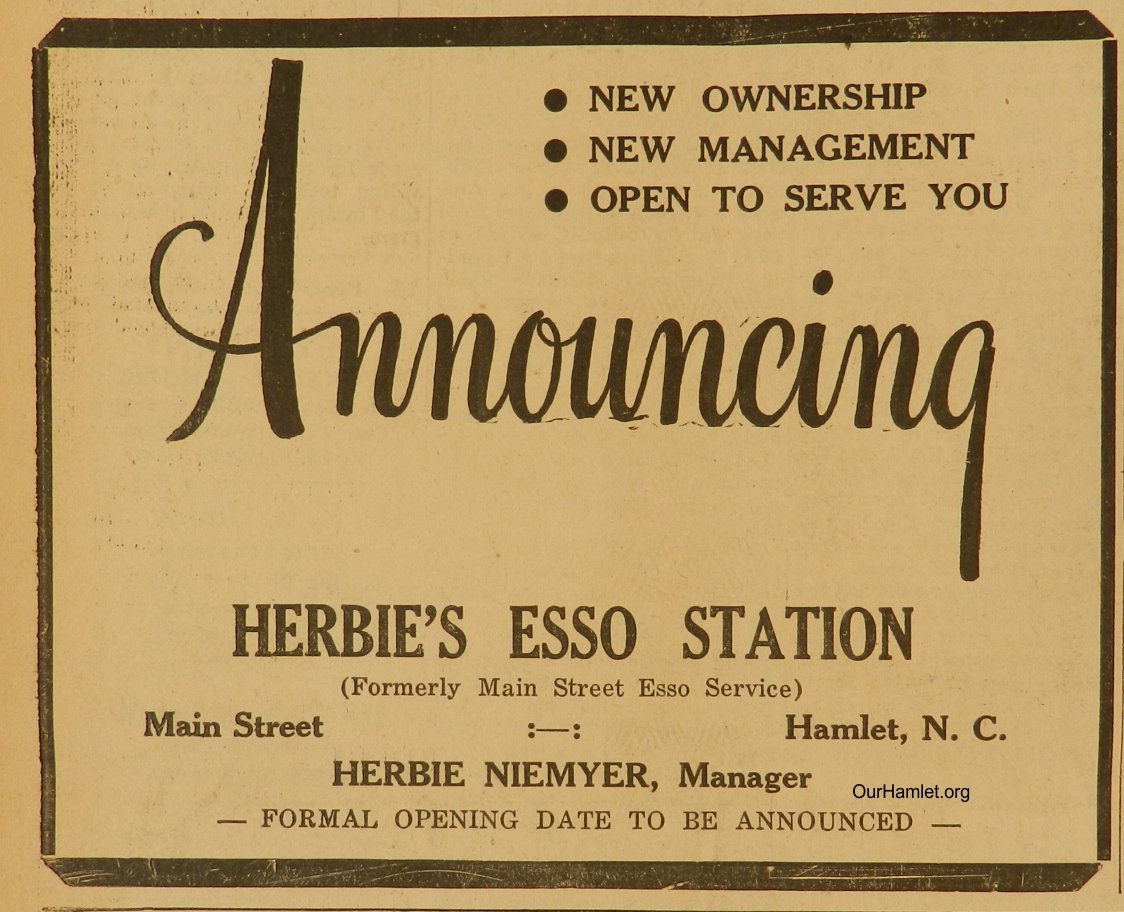 ● NEW OWNERSHIP
● NEW MANAGEMENT
● OPEN TO SERVE YOU
Announcing
HERBIE'S ESSO STATION
(Formerly Main Street Esso Service)
Main Street :—: Hamlet, N. C.
HERBIE NIEMYER, Manager
OurHamlet.org
— FORMAL OPENING DATE TO BE ANNOUNCED —